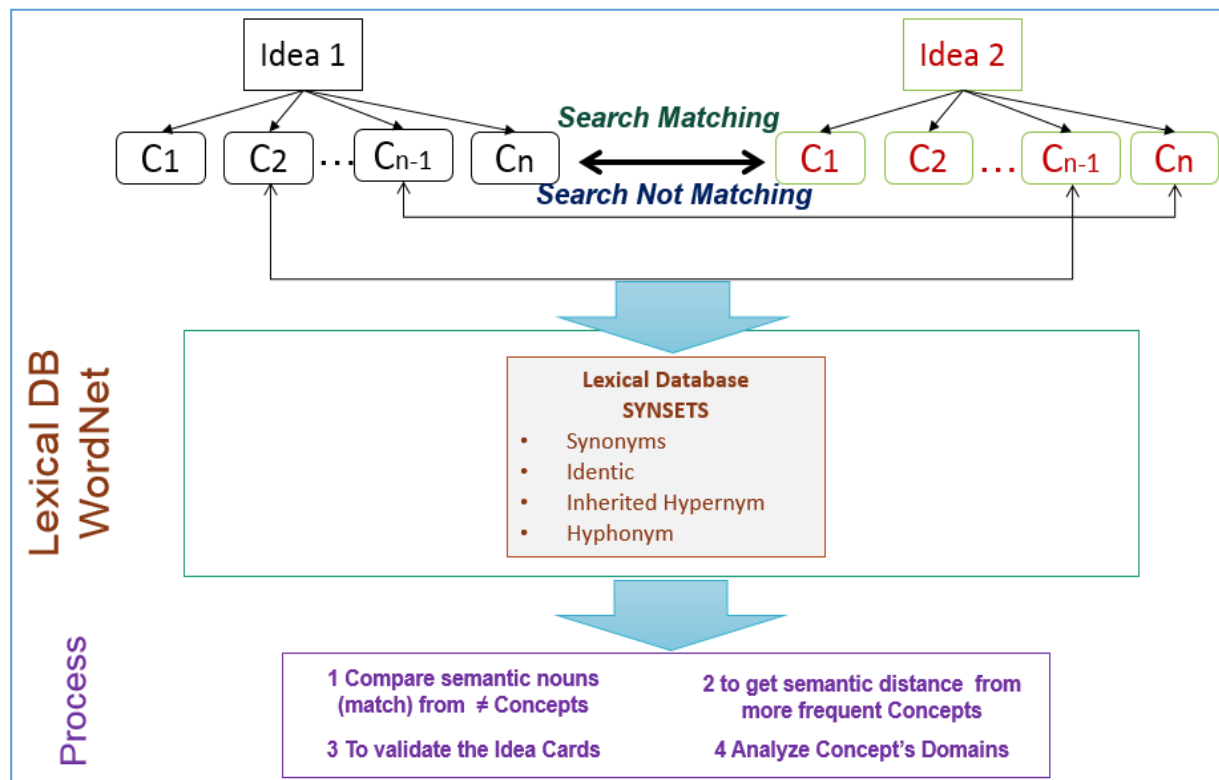 Idea 1
Idea 2
Search Matching
C1 C2 ... Cn-1 Cn
C1 C2 ... Cn-1 Cn
Search Not Matching
Lexical DB
WordNet
Lexical Database
SYNSETS
• Synonyms
• Identic
• Inherited Hypernym
• Hyphonym
Process
1 Compare semantic nouns
(match) from ≠ Concepts
2 to get semantic distance from
more frequent Concepts
3 To validate the Idea Cards
4 Analyze Concept's Domains